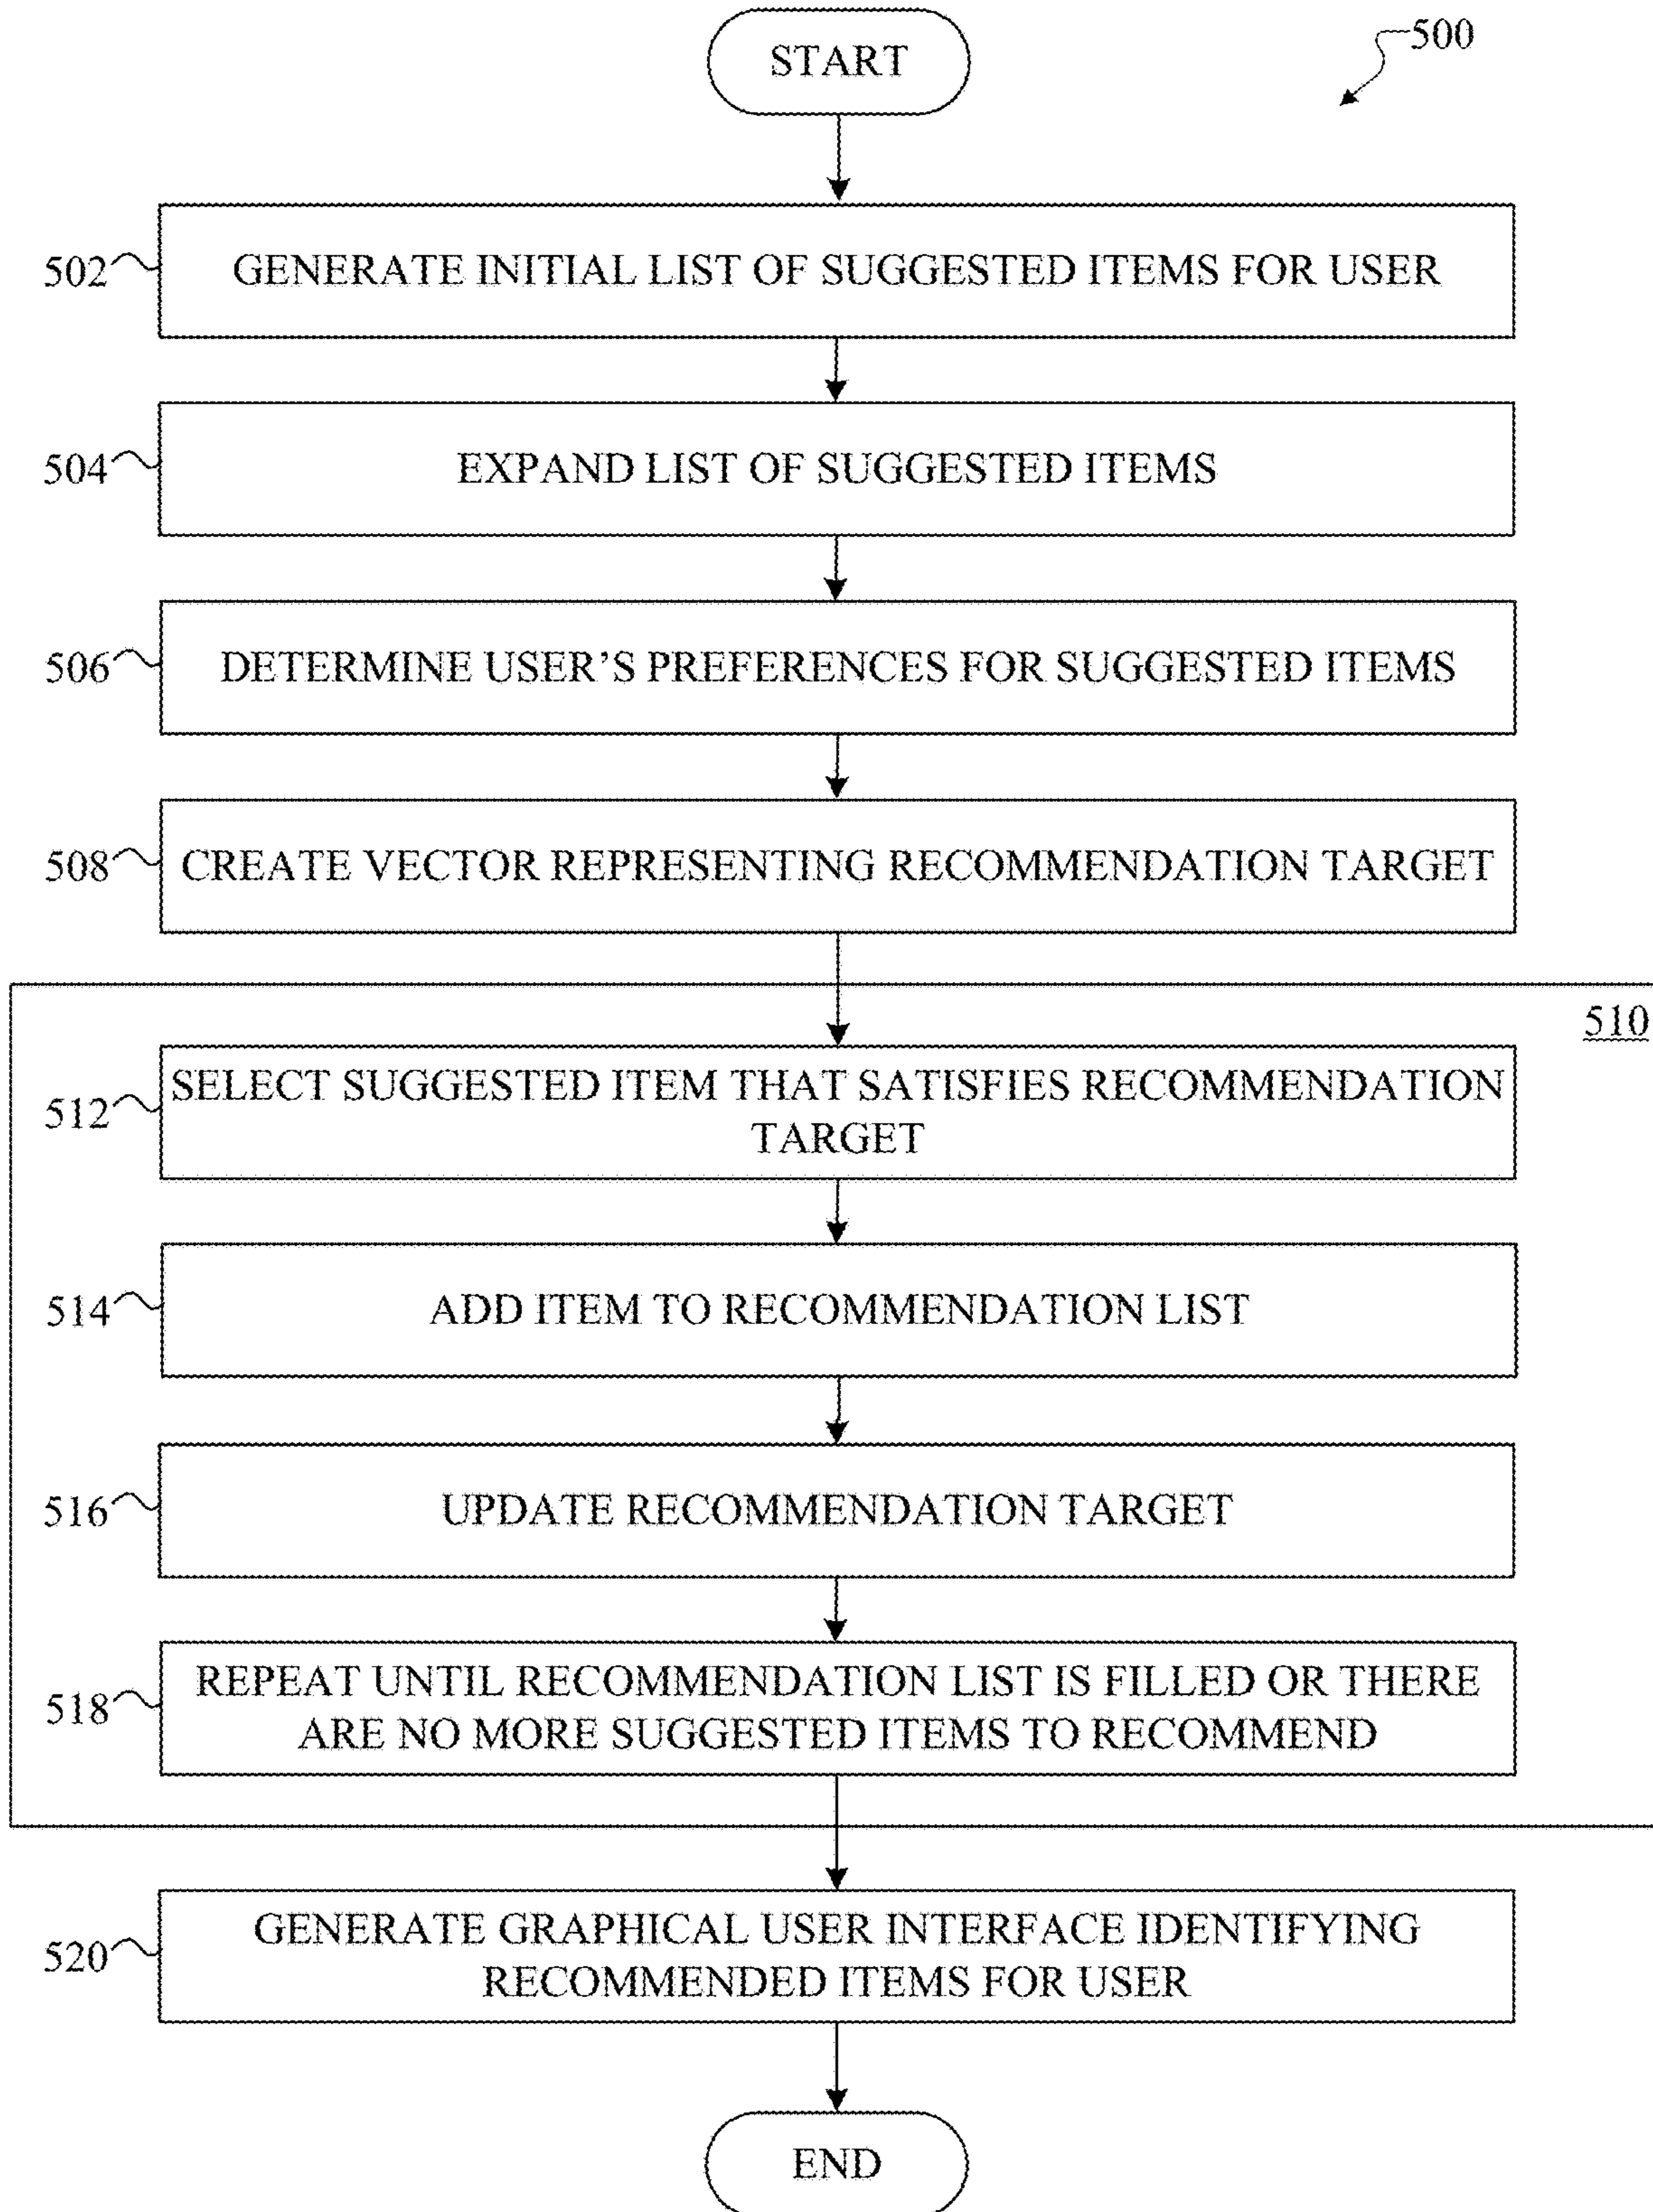 START
500
502
GENERATE INITIAL LIST OF SUGGESTED ITEMS FOR USER
504
EXPAND LIST OF SUGGESTED ITEMS
506
DETERMINE USER'S PREFERENCES FOR SUGGESTED ITEMS
508
CREATE VECTOR REPRESENTING RECOMMENDATION TARGET
510
512
SELECT SUGGESTED ITEM THAT SATISFIES RECOMMENDATION
TARGET
514
ADD ITEM TO RECOMMENDATION LIST
516
UPDATE RECOMMENDATION TARGET
518
REPEAT UNTIL RECOMMENDATION LIST IS FILLED OR THERE
ARE NO MORE SUGGESTED ITEMS TO RECOMMEND
520
GENERATE GRAPHICAL USER INTERFACE IDENTIFYING
RECOMMENDED ITEMS FOR USER
END